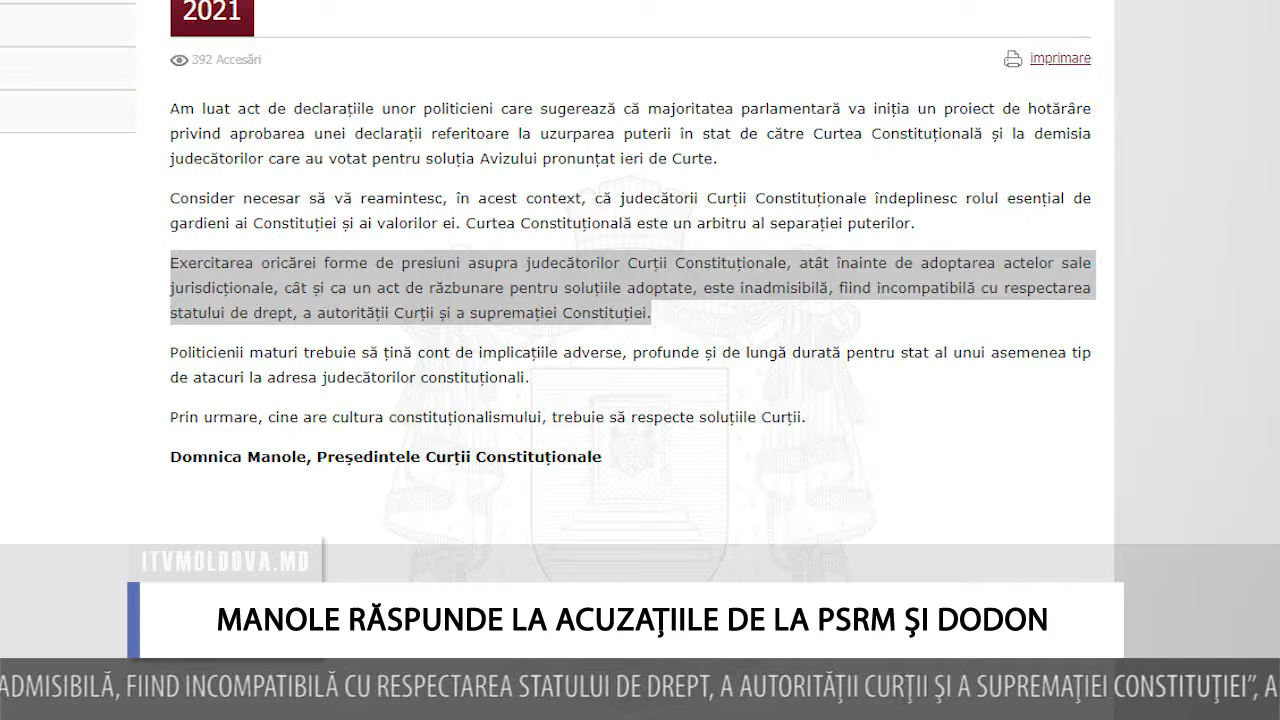 2021
392 Accesări
imprimare
Am luat act de declarațiile unor politicieni care sugerează că majoritatea parlamentară va iniția un proiect de hotărâre
privind aprobarea unei declarații referitoare la uzurparea puterii în stat de către Curtea Constituțională și la demisia
judecătorilor care au votat pentru soluția Avizului pronunțat ieri de Curte.
Consider necesar să vă reamintesc, în acest context, că judecătorii Curții Constituționale îndeplinesc rolul esențial de
gardieni ai Constituției și ai valorilor ei. Curtea Constituțională este un arbitru al separației puterilor.
Exercitarea oricărei forme de presiuni asupra judecătorilor Curții Constituționale, atât înainte de adoptarea actelor sale
jurisdicționale, cât și ca un act de răzbunare pentru soluțiile adoptate, este inadmisibilă, fiind incompatibilă cu respectarea
statului de drept, a autorității Curții și a supremației Constituției.
Politicienii maturi trebuie să țină cont de implicațiile adverse, profunde și de lungă durată pentru stat al unui asemenea tip
de atacuri la adresa judecătorilor constituționali.
Prin urmare, cine are cultura constituționalismului, trebuie să respecte soluțiile Curții.
Domnica Manole, Președintele Curții Constituționale
ITVMOLDOVA.MD
MANOLE RĂSPUNDE LA ACUZAŢIILE DE LA PSRM ŞI DODON
ADMISIBILĂ, FIIND INCOMPATIBILĂ CU RESPECTAREA STATULUI DE DREPT, A AUTORITĂŢII CURŢII ŞI A SUPREMAŢIEI CONSTITUŢIEI”, A